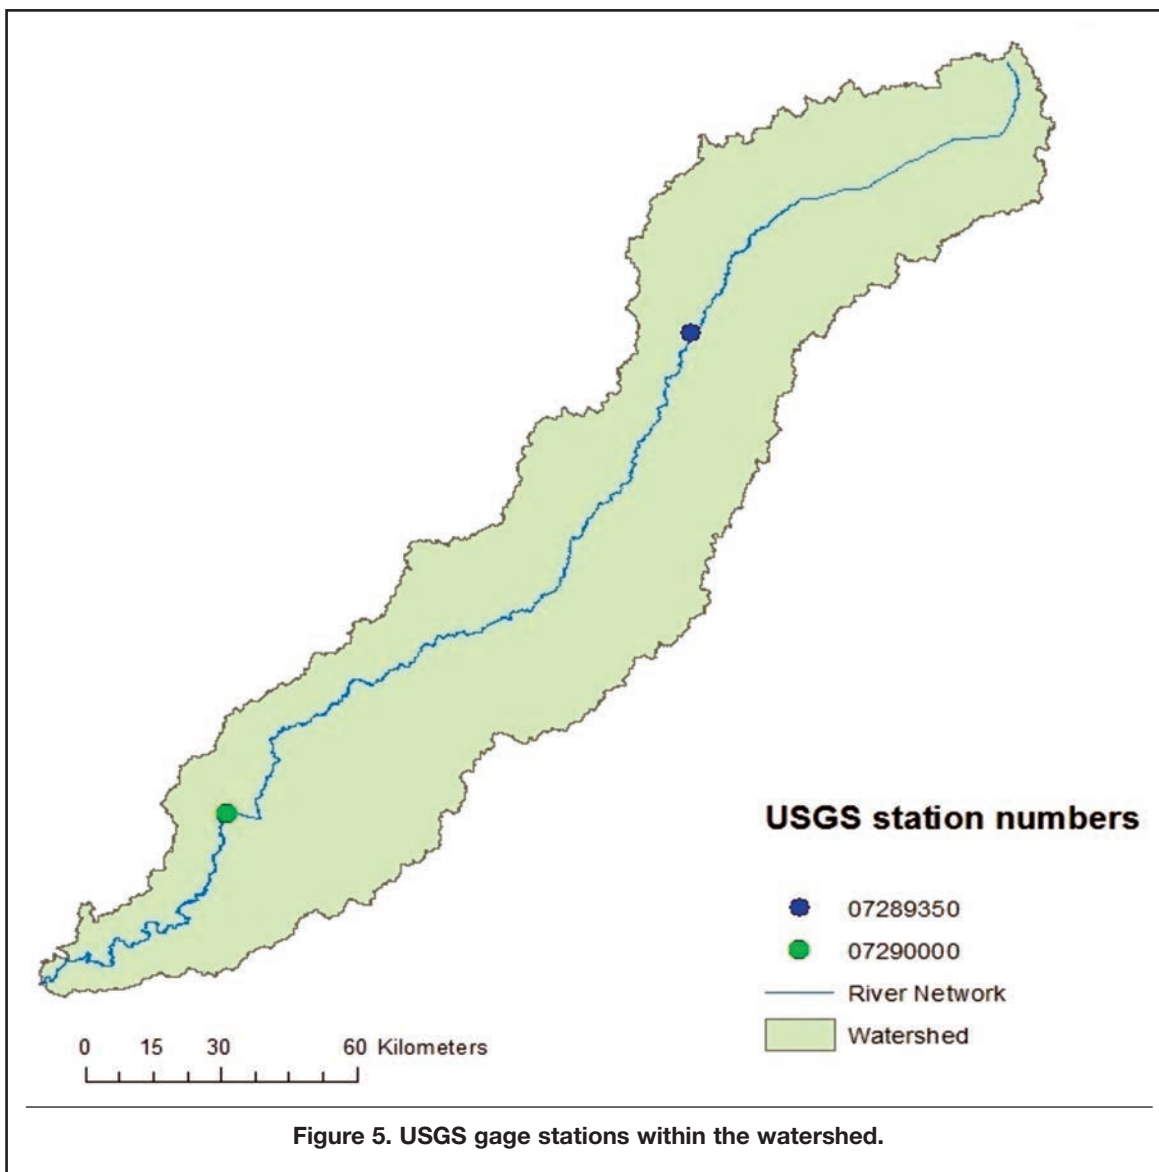 USGS station numbers
07289350
07290000
River Network
Watershed
0 15 30 60 Kilometers
Figure 5. USGS gage stations within the watershed.